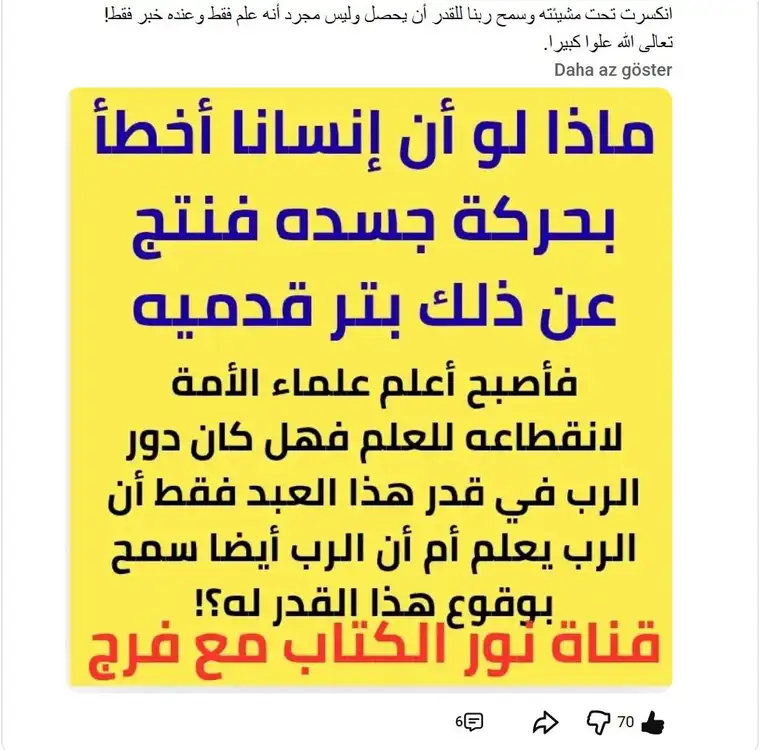 انكسرت تحت مشيئته وسمح ربنا للقدر أن يحصل وليس مجرد أنه علم فقط وعنده خبر فقط!
تعالى الله علوا كبيرا.
Daha az göster
ماذا لو أن إنسانا أخطأ
بحركة جسده فنتج
عن ذلك بتر قدميه
فأصبح أعلم علماء الأمة
لانقطاعه للعلم فهل كان دور
الرب في قدر هذا العبد فقط أن
الرب يعلم أم أن الرب أيضا سمح
بوقوع هذا القدر له؟!
قناة نور الكتاب مع فرج
70
6